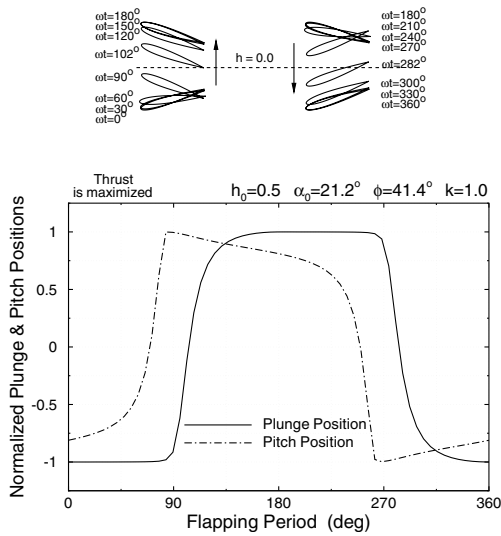 ωt=180°
ωt=150°
ωt=120°
ωt=102°
ωt=90°
ωt=60°
ωt=30°
ωt=0°
h = 0.0
ωt=180°
ωt=210°
ωt=240°
ωt=270°
ωt=282°
ωt=300°
ωt=330°
ωt=360°
Thrust
is maximized
h₀=0.5 α₀=21.2° ϕ=41.4° k=1.0
Normalized Plunge & Pitch Positions
1
0.5
0
-0.5
-1
Plunge Position
Pitch Position
0 90 180 270 360
Flapping Period (deg)